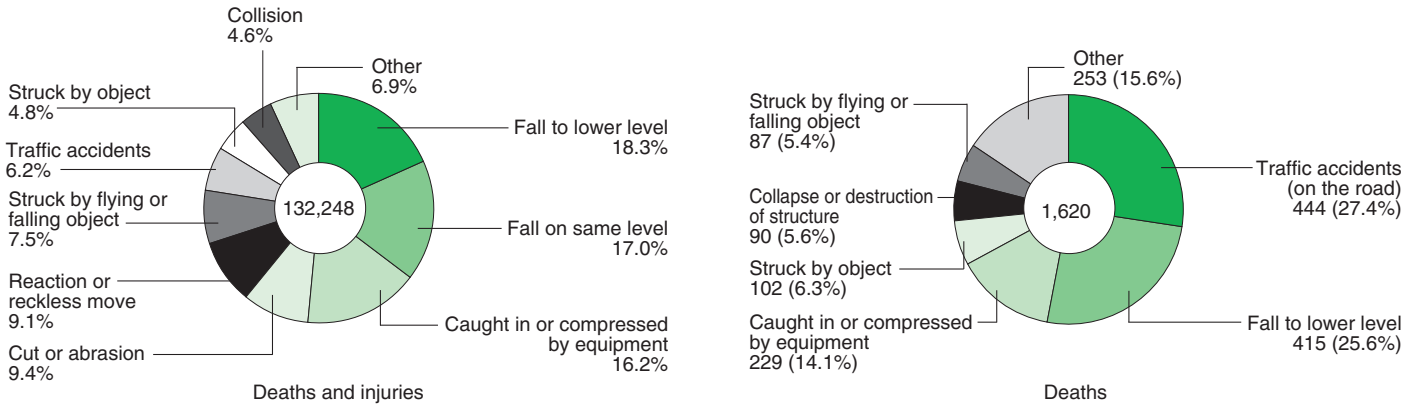 Collision
4.6%
Other
6.9%
Struck by object
4.8%
Traffic accidents
6.2%
Struck by flying or
falling object
7.5%
Reaction or
reckless move
9.1%
Cut or abrasion
9.4%
132,248
Fall to lower level
18.3%
Fall on same level
17.0%
Caught in or compressed
by equipment
16.2%
Deaths and injuries
Other
253 (15.6%)
Struck by flying or
falling object
87 (5.4%)
Collapse or destruction
of structure
90 (5.6%)
Struck by object
102 (6.3%)
Caught in or compressed
by equipment
229 (14.1%)
1,620
Traffic accidents
(on the road)
444 (27.4%)
Fall to lower level
415 (25.6%)
Deaths